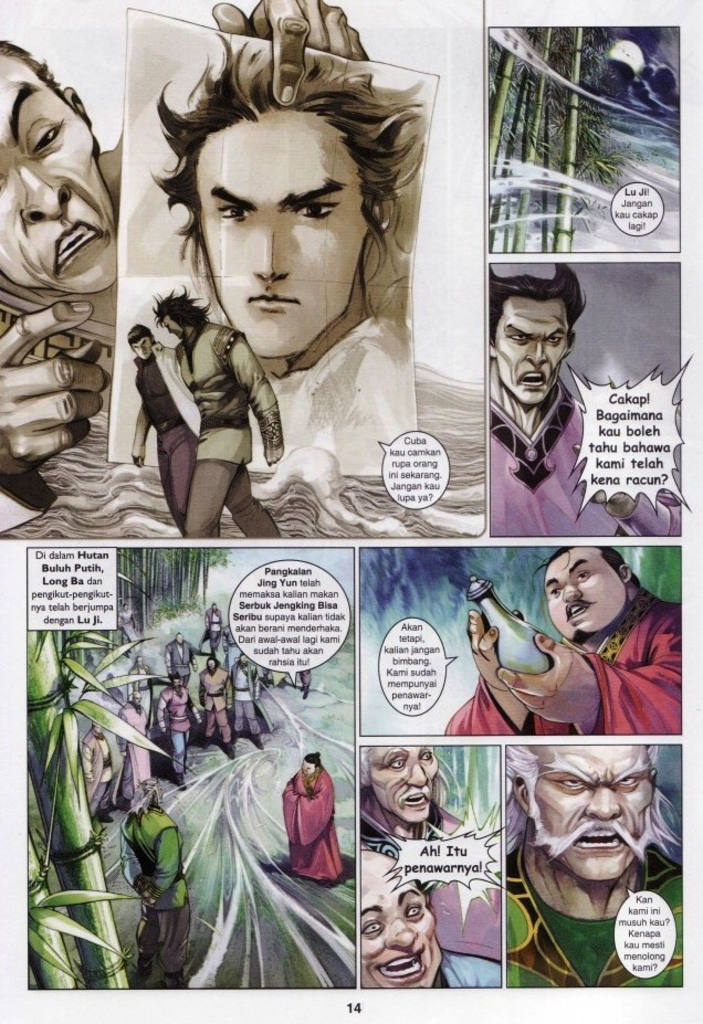 Cuba
kau camkan
rupa orang
ini sekarang.
Jangan kau
lupa ya?
Lu Ji!
Jangan
kau cakap
lagi!
Cakap!
Bagaimana
kau boleh
tahu bahawa
kami telah
kena racun?
Di dalam Hutan
Buluh Putih,
Long Ba dan
pengikut-pengikut-
nya telah berjumpa
dengan Lu Ji.
Pangkalan
Jing Yun telah
memaksa kalian makan
Serbuk Jengking Bisa
Seribu supaya kalian tidak
akan berani menderhaka.
Dari awal-awal lagi kami
sudah tahu akan
rahsia itu!
Akan
tetapi,
kalian jangan
bimbang.
Kami sudah
mempunyai
penawar-
nya!
Ah! Itu
penawarnya!
Kan
kami ini
musuh kau?
Kenapa
kau mesti
menolong
kami?
14